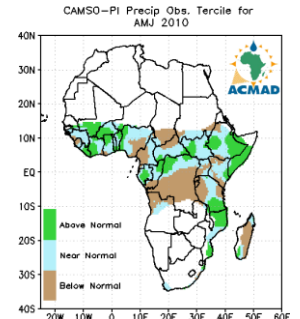 CAMSO-PI Precip Obs. Tercile for
AMJ 2010
ACMAD
40N
30N
20N
10N
EQ
10S
20S
30S
40S
Above Normal
Near Normal
Below Normal
20W 10W 0 10E 20E 30E 40E 50E 60E